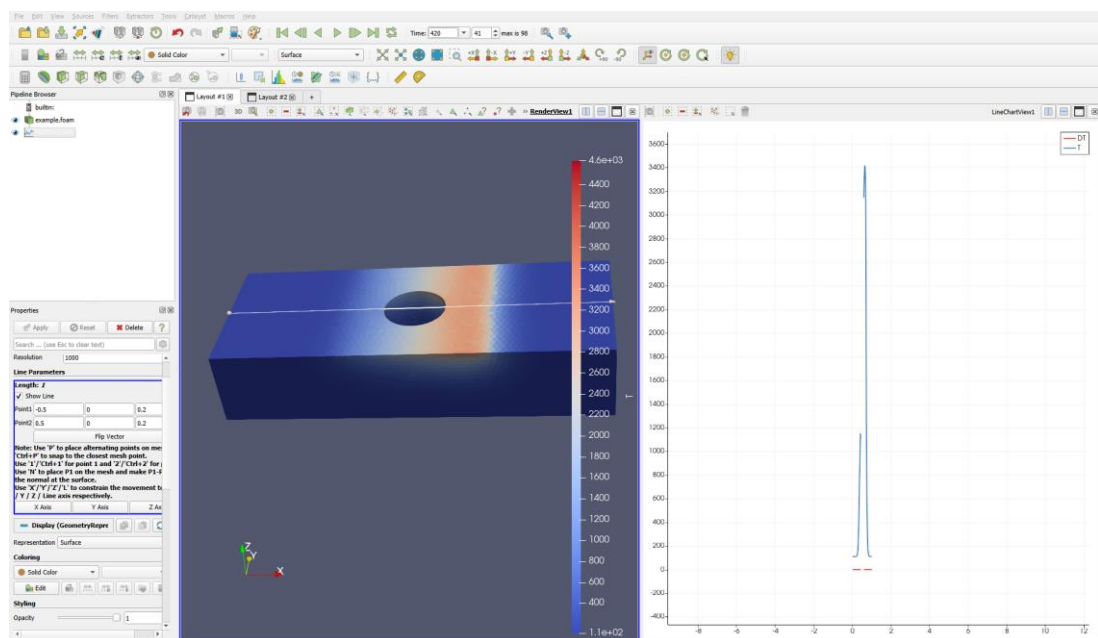 File Edit View Sources Filters Extractors Tools Catalyst Macros Help
Time: 420 41 max is 98
Solid Color Surface
Pipeline Browser
builtin:
example.foam
Layout #1 Layout #2 +
3D RenderView1
LineChartView1
Properties
Apply Reset Delete ?
Search ... (use Esc to clear text)
Resolution 1000
Line Parameters
Length: 1
Show Line
Point1 -0.5 0 0.2
Point2 0.5 0 0.2
Flip Vector
Note: Use 'P' to place alternating points on me
'Ctrl+P' to snap to the closest mesh point.
Use '1'/'Ctrl+1' for point 1 and '2'/'Ctrl+2' for
Use 'N' to place P1 on the mesh and make P1-P
the normal at the surface.
Use 'X'/'Y'/'Z'/'L' to constrain the movement to
/ Y / Z / Line axis respectively.
X Axis Y Axis Z Ax
Display (GeometryRepre
Representation Surface
Coloring
Solid Color
Edit
Styling
Opacity 1
4.6e+03
4400
4200
4000
3800
3600
3400
3200
3000
2800
2600
2400
2200
2000
1800
1600
1400
1200
1000
800
600
400
1.1e+02
T
Z
Y
X
DT
T
3600
3400
3200
3000
2800
2600
2400
2200
2000
1800
1600
1400
1200
1000
800
600
400
200
0
-200
-400
-8 -6 -4 -2 0 2 4 6 8 10 12